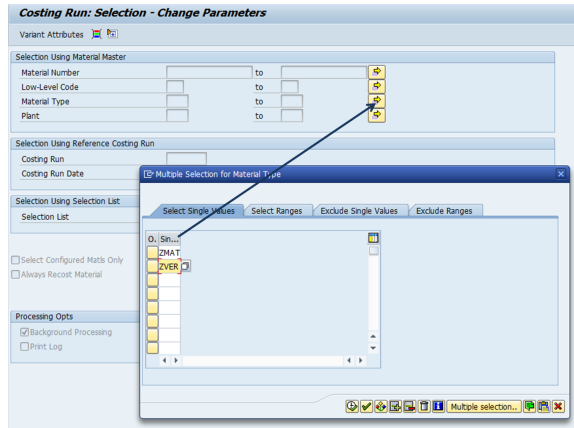 Costing Run: Selection - Change Parameters
Variant Attributes
Selection Using Material Master
Material Number to
Low-Level Code to
Material Type to
Plant to
Selection Using Reference Costing Run
Costing Run
Costing Run Date
Multiple Selection for Material Type
Selection Using Selection List
Selection List
Select Single Values Select Ranges Exclude Single Values Exclude Ranges
O. Sin...
ZMAT
ZVER
Select Configured Matls Only
Always Recost Material
Processing Opts
Background Processing
Print Log
Multiple selection..